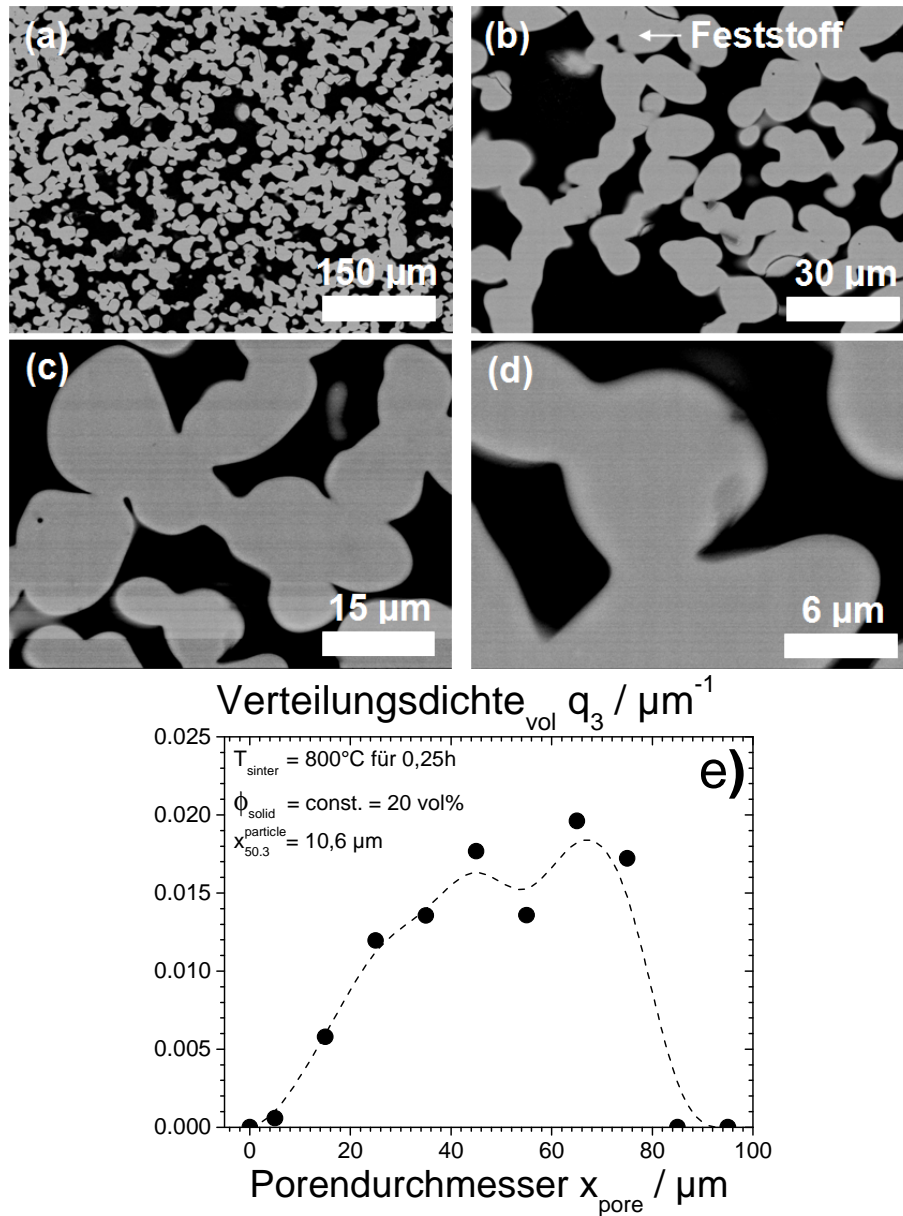 (a)
150 µm
(b)
Feststoff
30 µm
(c)
15 µm
(d)
6 µm
Verteilungsdichte_vol q_3 / µm^-1
e)
T_sinter = 800°C für 0,25h
ϕ_solid = const. = 20 vol%
x_50.3^particle = 10,6 µm
0.025
0.020
0.015
0.010
0.005
0.000
0 20 40 60 80 100
Porendurchmesser x_pore / µm